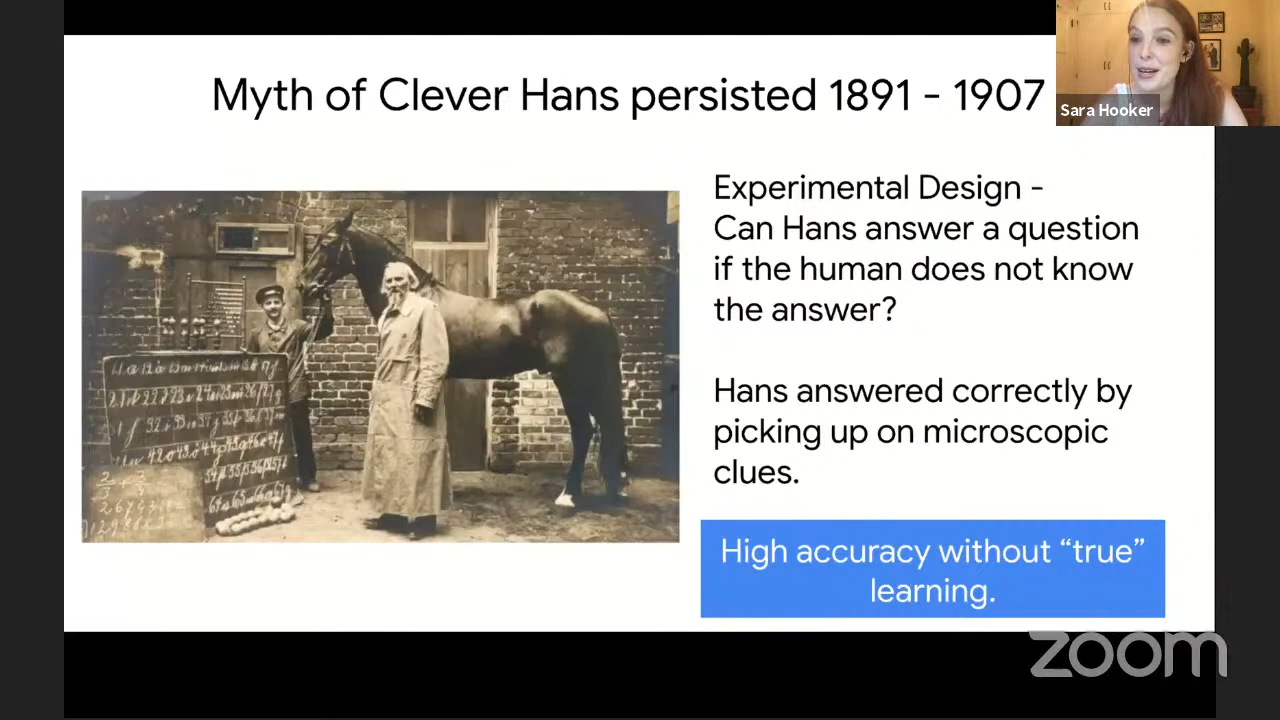 Myth of Clever Hans persisted 1891 - 1907
Sara Hooker
Experimental Design -
Can Hans answer a question
if the human does not know
the answer?
Hans answered correctly by
picking up on microscopic
clues.
High accuracy without “true”
learning.
zoom